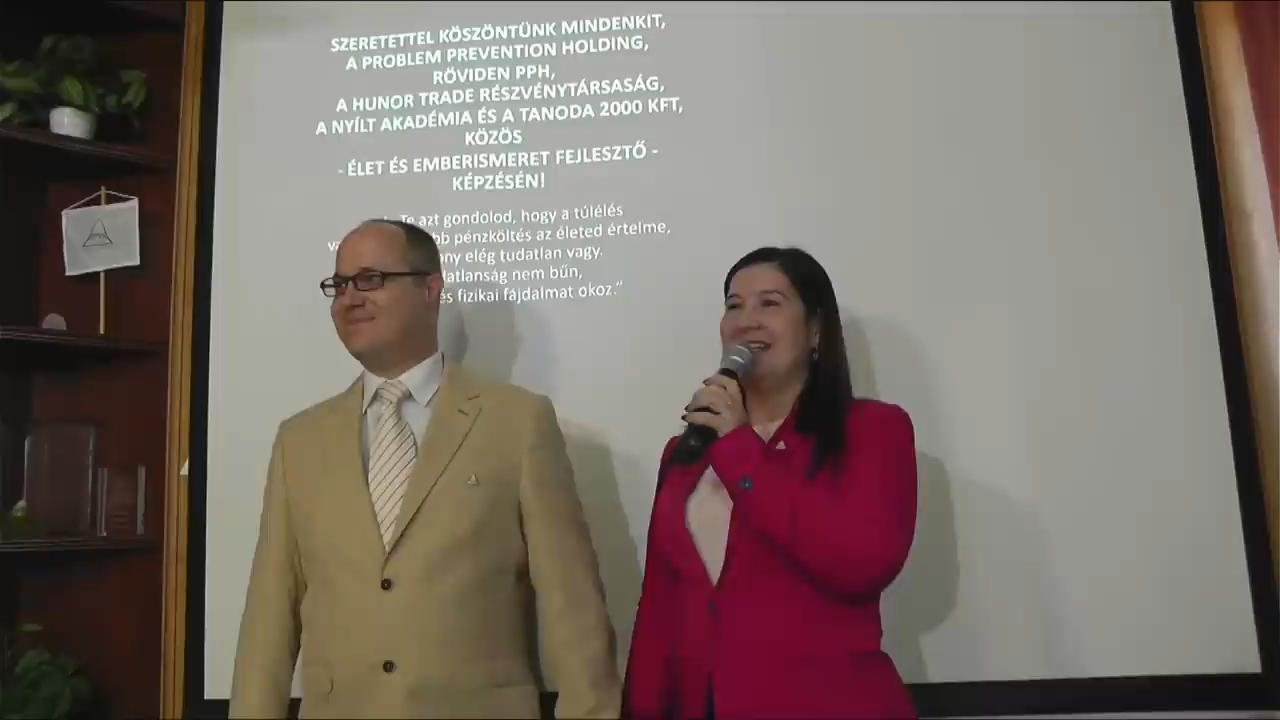 SZERETETTEL KÖSZÖNTÜNK MINDENKIT,
A PROBLEM PREVENTION HOLDING,
RÖVIDEN PPH,
A HUNOR TRADE RÉSZVÉNYTÁRSASÁG,
A NYÍLT AKADÉMIA ÉS A TANODA 2000 KFT,
KÖZÖS
- ÉLET ÉS EMBERISMERET FEJLESZTŐ -
KÉPZÉSÉN!
Te azt gondolod, hogy a túlélés
pénzköltés az életed értelme,
elég tudatlan vagy.
nem bűn,
és fizikai fájdalmat okoz."